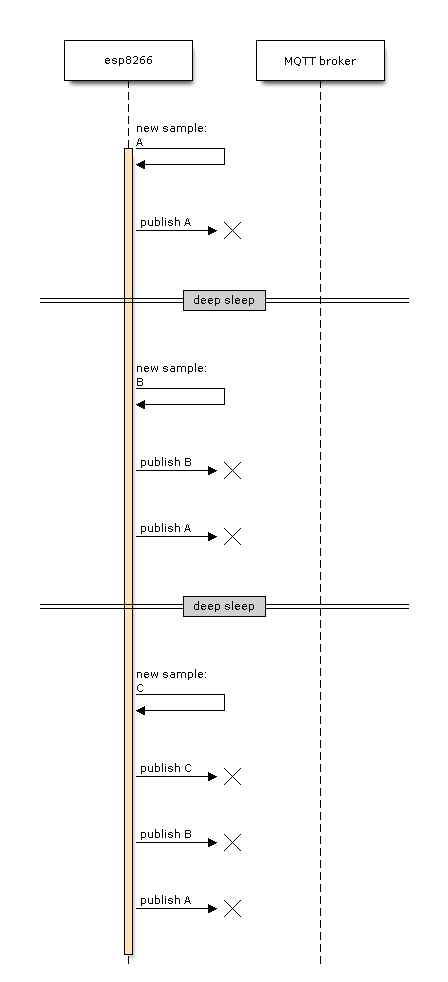 esp8266
MQTT broker
new sample:
A
publish A
deep sleep
new sample:
B
publish B
publish A
deep sleep
new sample:
C
publish C
publish B
publish A